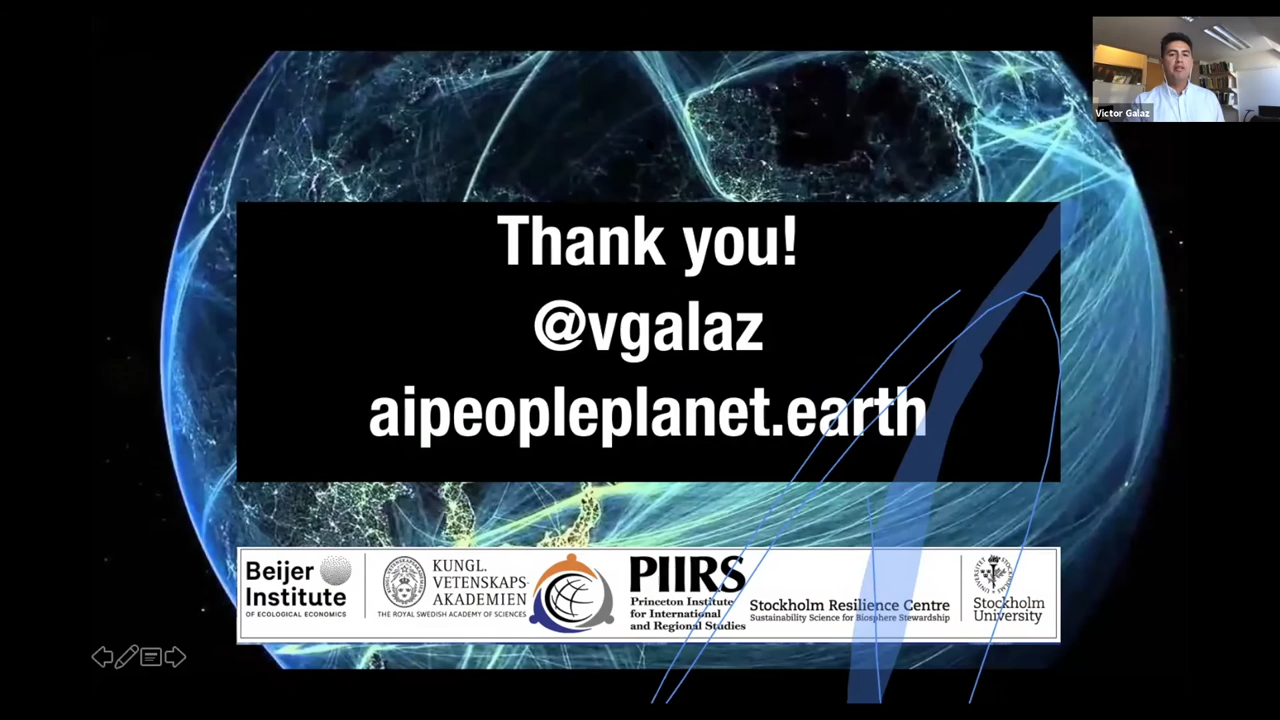 Victor Galaz
Thank you!
@vgalaz
aipeopleplanet.earth
Beijer
Institute
OF ECOLOGICAL ECONOMICS
KUNGL.
VETENSKAPS-
AKADEMIEN
THE ROYAL SWEDISH ACADEMY OF SCIENCES
PIIRS
Princeton Institute
for International
and Regional Studies
Stockholm Resilience Centre
Sustainability Science for Biosphere Stewardship
Stockholm
University